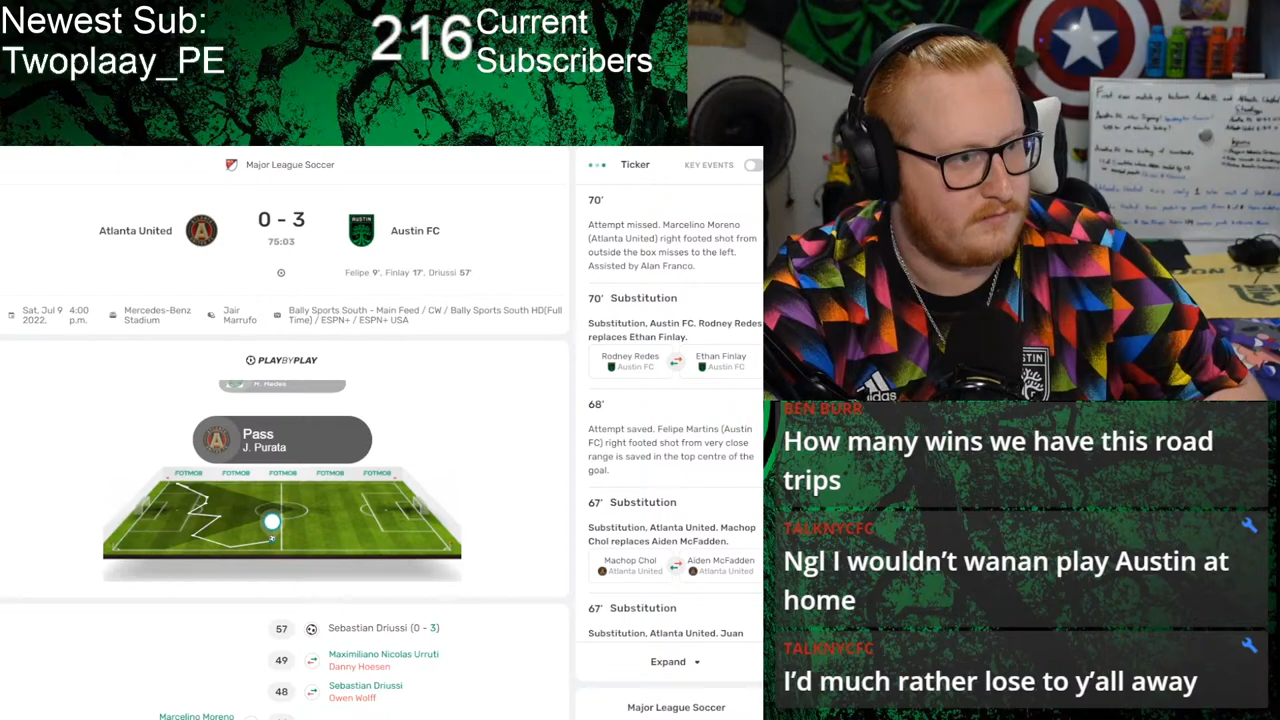 Newest Sub:
Twoplaay_PE
216
Current
Subscribers
Major League Soccer
Atlanta United
0 - 3
75:03
AUSTIN
Austin FC
Felipe 9', Finlay 17', Driussi 57'
Sat, Jul 9
2022,
4:00
p.m.
Mercedes-Benz
Stadium
Jair
Marrufo
Bally Sports South - Main Feed / CW / Bally Sports South HD(Full
Time) / ESPN+ / ESPN+ USA
PLAYBYPLAY
Pass
J. Purata
FOTMOB FOTMOB FOTMOB FOTMOB FOTMOB
57 Sebastian Driussi (0 - 3)
49 Maximiliano Nicolas Urruti
Danny Hoesen
48 Sebastian Driussi
Owen Wolff
Marcelino Moreno
Ticker
KEY EVENTS
70'
Attempt missed. Marcelino Moreno
(Atlanta United) right footed shot from
outside the box misses to the left.
Assisted by Alan Franco.
70' Substitution
Substitution, Austin FC. Rodney Redes
replaces Ethan Finlay.
Rodney Redes
Austin FC
Ethan Finlay
Austin FC
68'
Attempt saved. Felipe Martins (Austin
FC) right footed shot from very close
range is saved in the top centre of the
goal.
67' Substitution
Substitution, Atlanta United. Machop
Chol replaces Aiden McFadden.
Machop Chol
Atlanta United
Aiden McFadden
Atlanta United
67' Substitution
Substitution, Atlanta United. Juan
Expand
Major League Soccer
adidas
AUSTIN
BEN BURR
How many wins we have this road
trips
TALKNYCFC
Ngl I wouldn't wanan play Austin at
home
TALKNYCFC
I'd much rather lose to y'all away